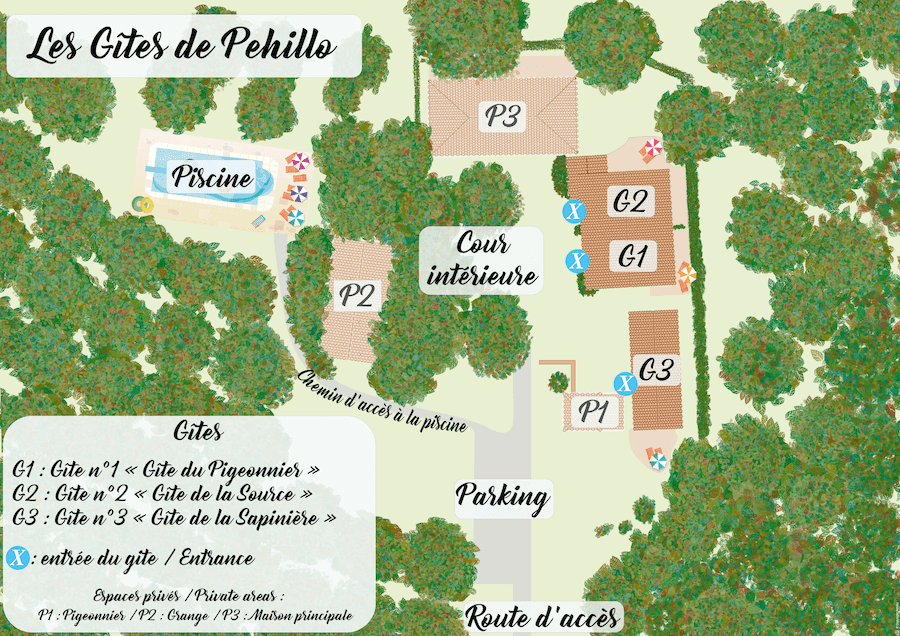 Les Gîtes de Pehillo
P3
Piscine
G2
X
Cour
intérieure
G1
X
P2
G3
X
P1
Chemin d'accès à la piscine
Gîtes
G1 : Gîte n°1 « Gîte du Pigeonnier »
G2 : Gîte n°2 « Gîte de la Source »
G3 : Gîte n°3 « Gîte de la Sapinière »
X : entrée du gîte / Entrance
Espaces privés / Private areas :
P1 : Pigeonnier / P2 : Grange / P3 : Maison principale
Parking
Route d'accès